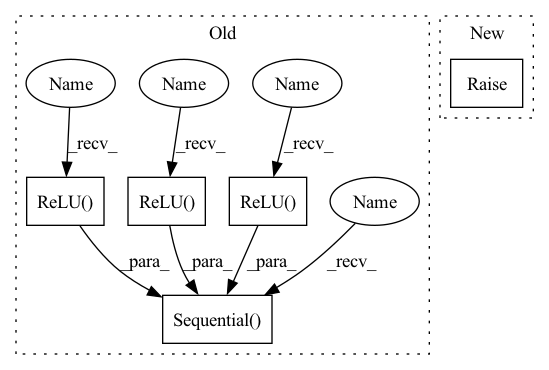 Old
New
Name
Name
Name
Raise
_recv_
_recv_
_recv_
ReLU()
ReLU()
ReLU()
Name
_para_
_para_
_para_
_recv_
Sequential()